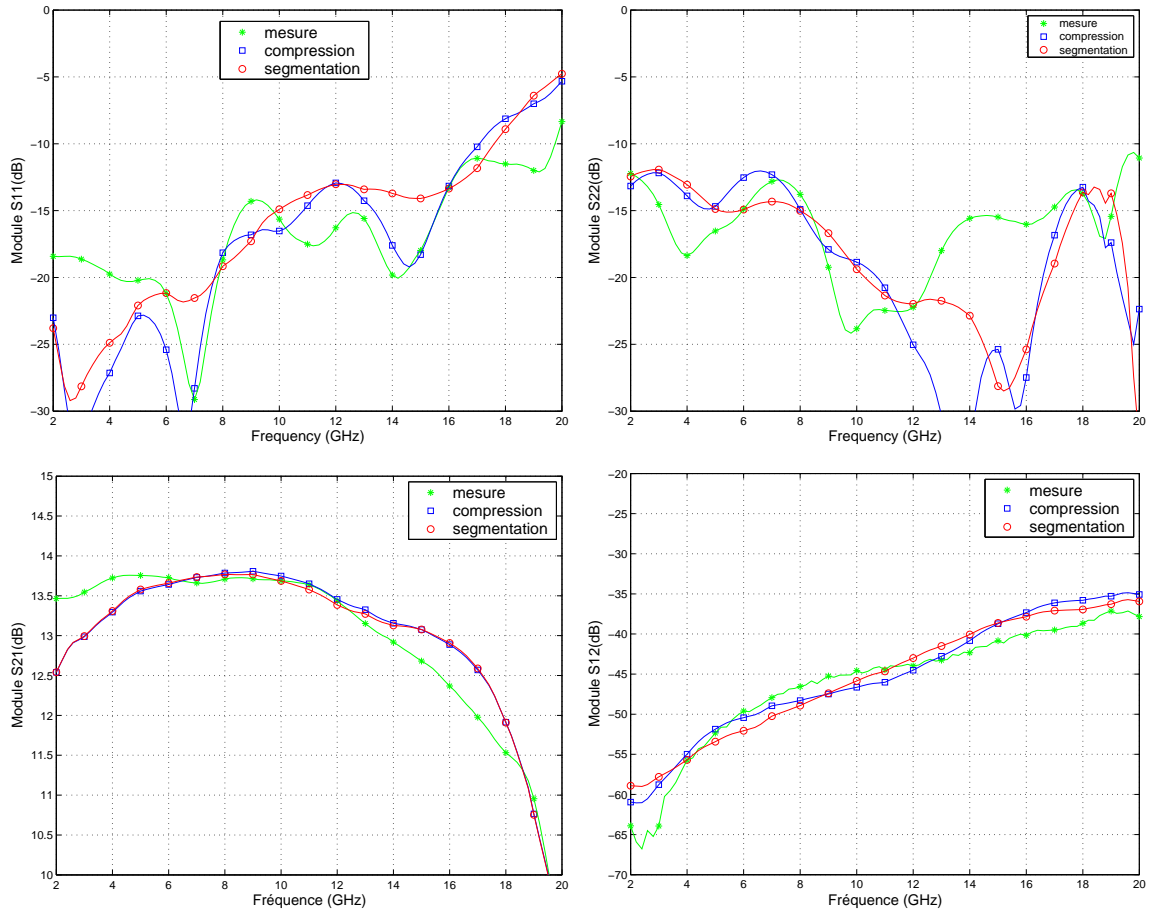 0
−5
−10
−15
−20
−25
−30
Module S11(dB)
mesure
compression
segmentation
2 4 6 8 10 12 14 16 18 20
Frequency (GHz)
0
−5
−10
−15
−20
−25
−30
Module S22(dB)
mesure
compression
segmentation
2 4 6 8 10 12 14 16 18 20
Frequency (GHz)
15
14.5
14
13.5
13
12.5
12
11.5
11
10.5
10
Module S21(dB)
mesure
compression
segmentation
2 4 6 8 10 12 14 16 18 20
Fréquence (GHz)
−20
−25
−30
−35
−40
−45
−50
−55
−60
−65
−70
Module S12(dB)
mesure
compression
segmentation
2 4 6 8 10 12 14 16 18 20
Fréquence (GHz)